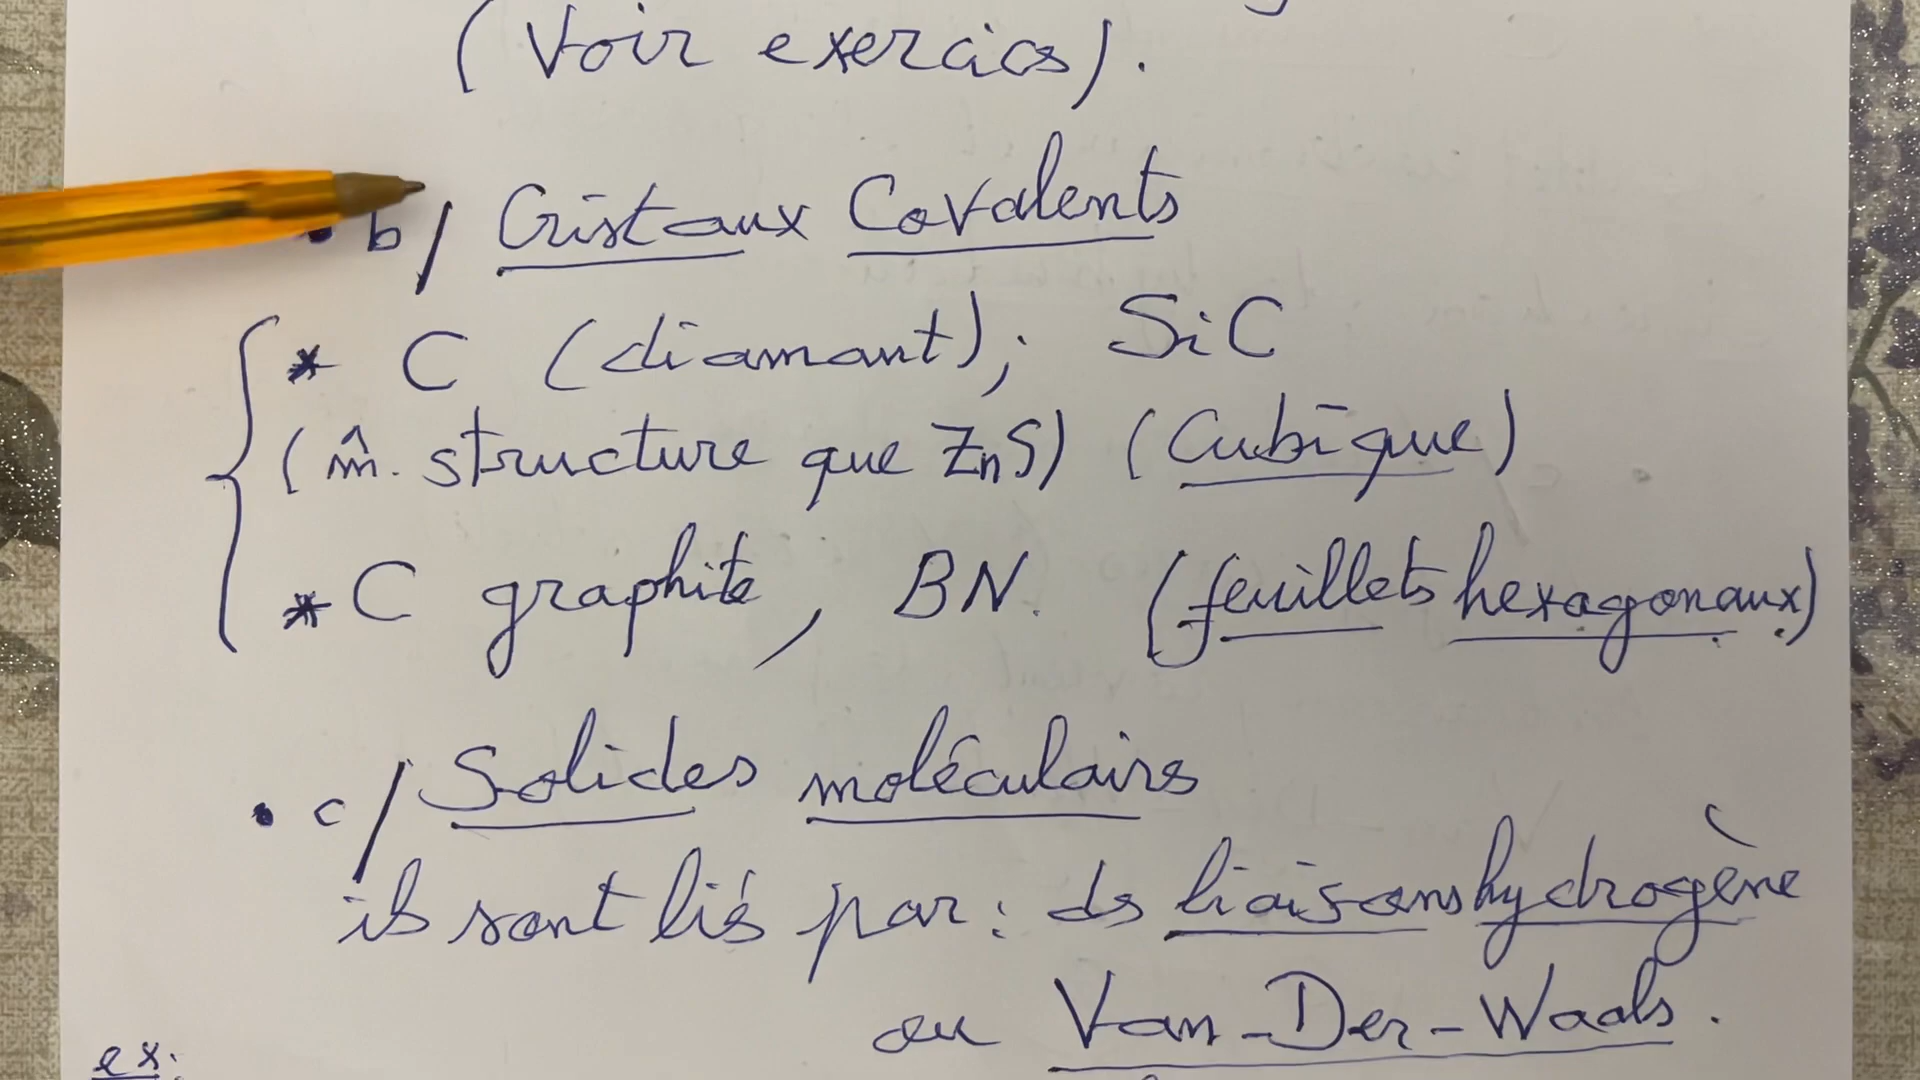 (Voir exercices).
• b/ Cristaux Covalents
* C (diamant); SiC
(m̂. structure que ZnS) (Cubique)
* C graphite, BN. (feuillets hexagonaux)
• c/ Solides moléculaires
ils sont liés par : des liaisons hydrogène
ou Van-Der-Waals.
ex: